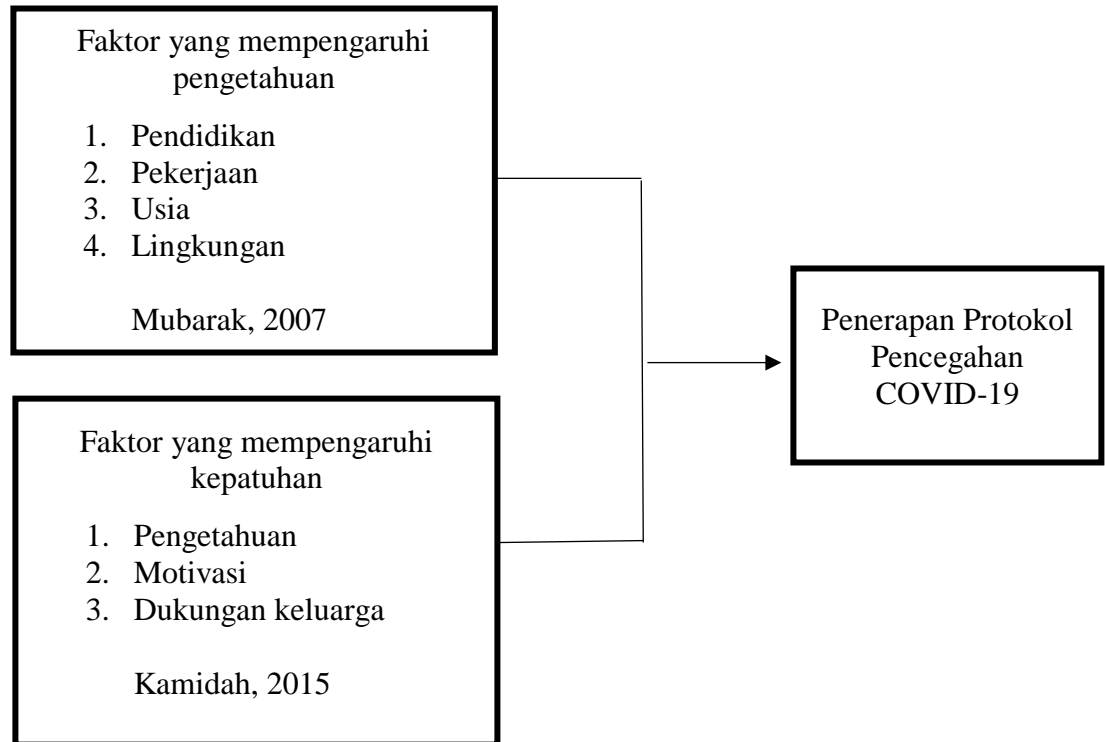 Faktor yang mempengaruhi
pengetahuan
1. Pendidikan
2. Pekerjaan
3. Usia
4. Lingkungan
Mubarak, 2007
Faktor yang mempengaruhi
kepatuhan
1. Pengetahuan
2. Motivasi
3. Dukungan keluarga
Kamidah, 2015
Penerapan Protokol
Pencegahan
COVID-19